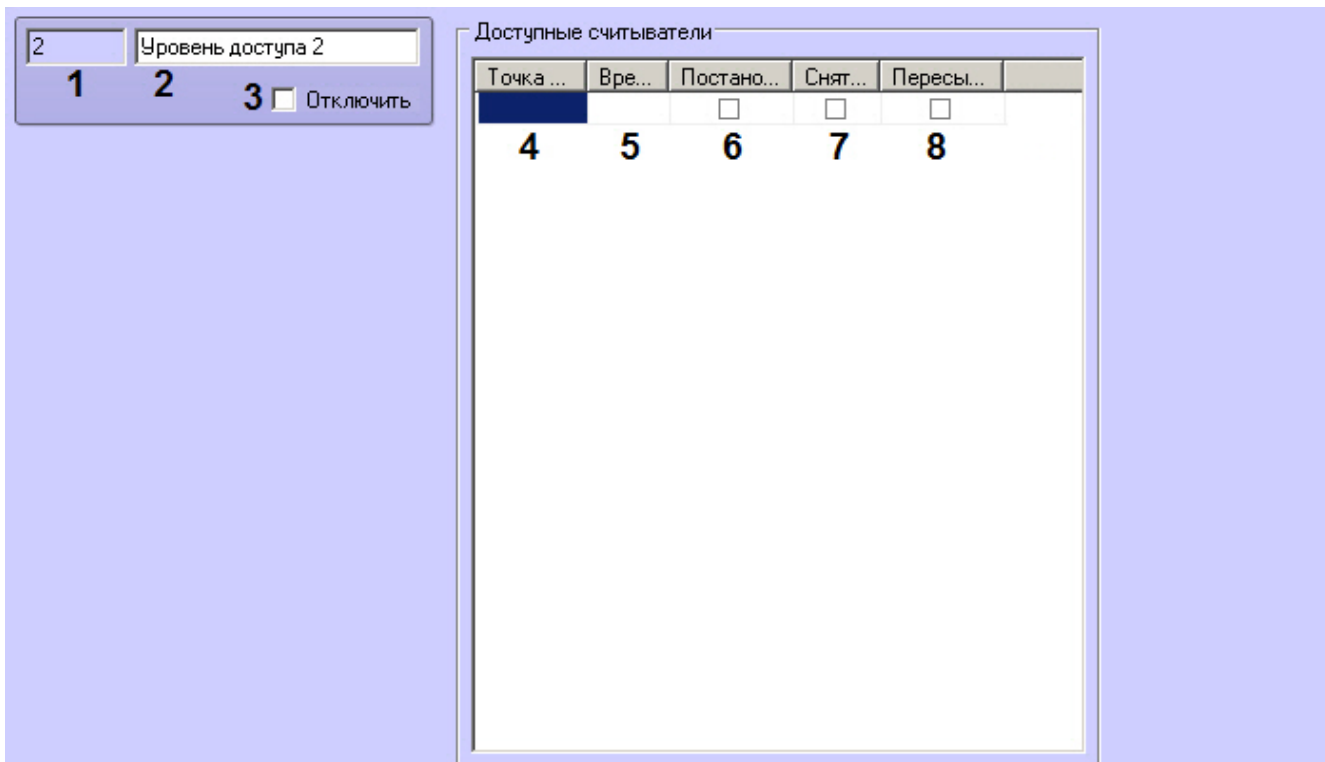 2 Уровень доступа 2
1 2
3 Отключить
Доступные считыватели
Точка ... Вре... Постано... Снят... Пересы...
4 5 6 7 8